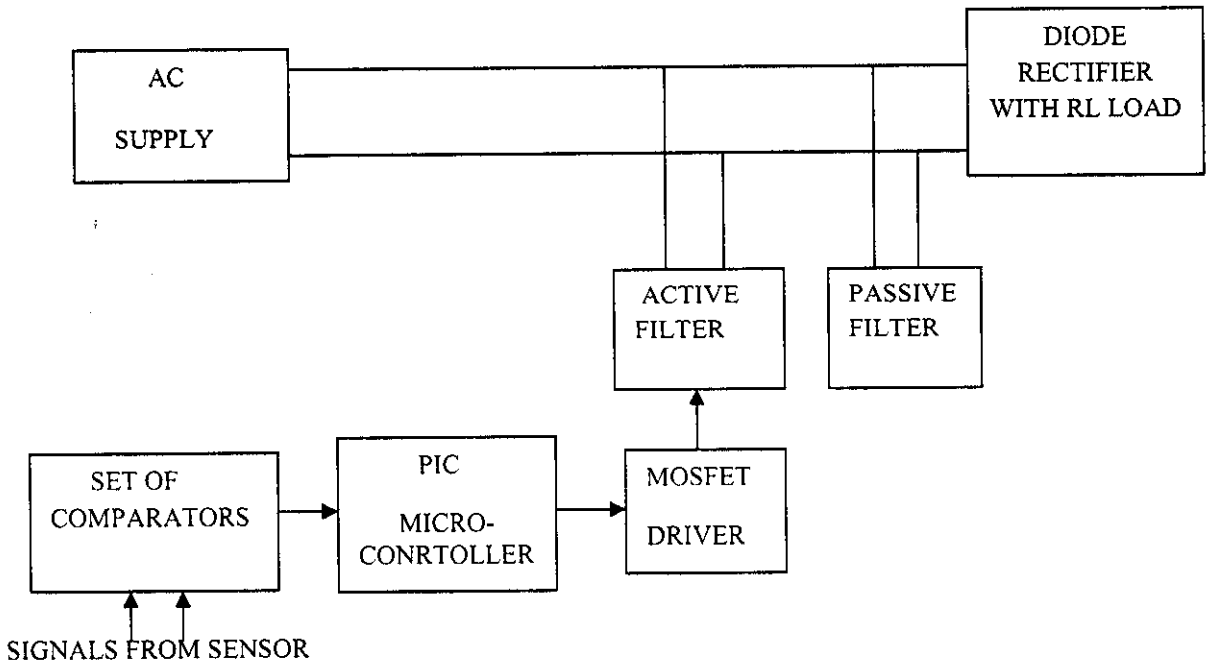 AC
SUPPLY
DIODE
RECTIFIER
WITH RL LOAD
ACTIVE
FILTER
PASSIVE
FILTER
SET OF
COMPARATORS
PIC
MICRO-
CONRTOLLER
MOSFET
DRIVER
SIGNALS FROM SENSOR